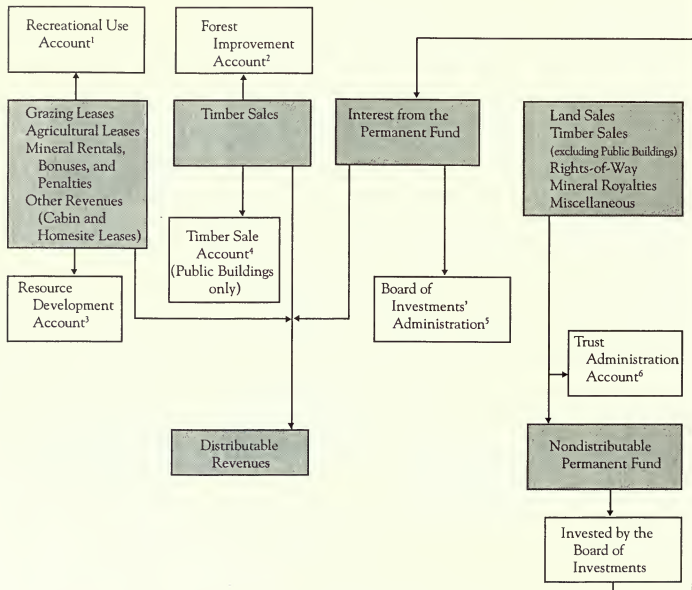 Recreational Use
Account¹
Forest
Improvement
Account²
Grazing Leases
Agricultural Leases
Mineral Rentals,
Bonuses, and
Penalties
Other Revenues
(Cabin and
Homesite Leases)
Timber Sales
Interest from the
Permanent Fund
Land Sales
Timber Sales
(excluding Public Buildings)
Rights-of-Way
Mineral Royalties
Miscellaneous
Timber Sale
Account⁴
(Public Buildings
only)
Resource
Development
Account³
Board of
Investments'
Administration⁵
Trust
Administration
Account⁶
Distributable
Revenues
Nondistributable
Permanent Fund
Invested by the
Board of
Investments